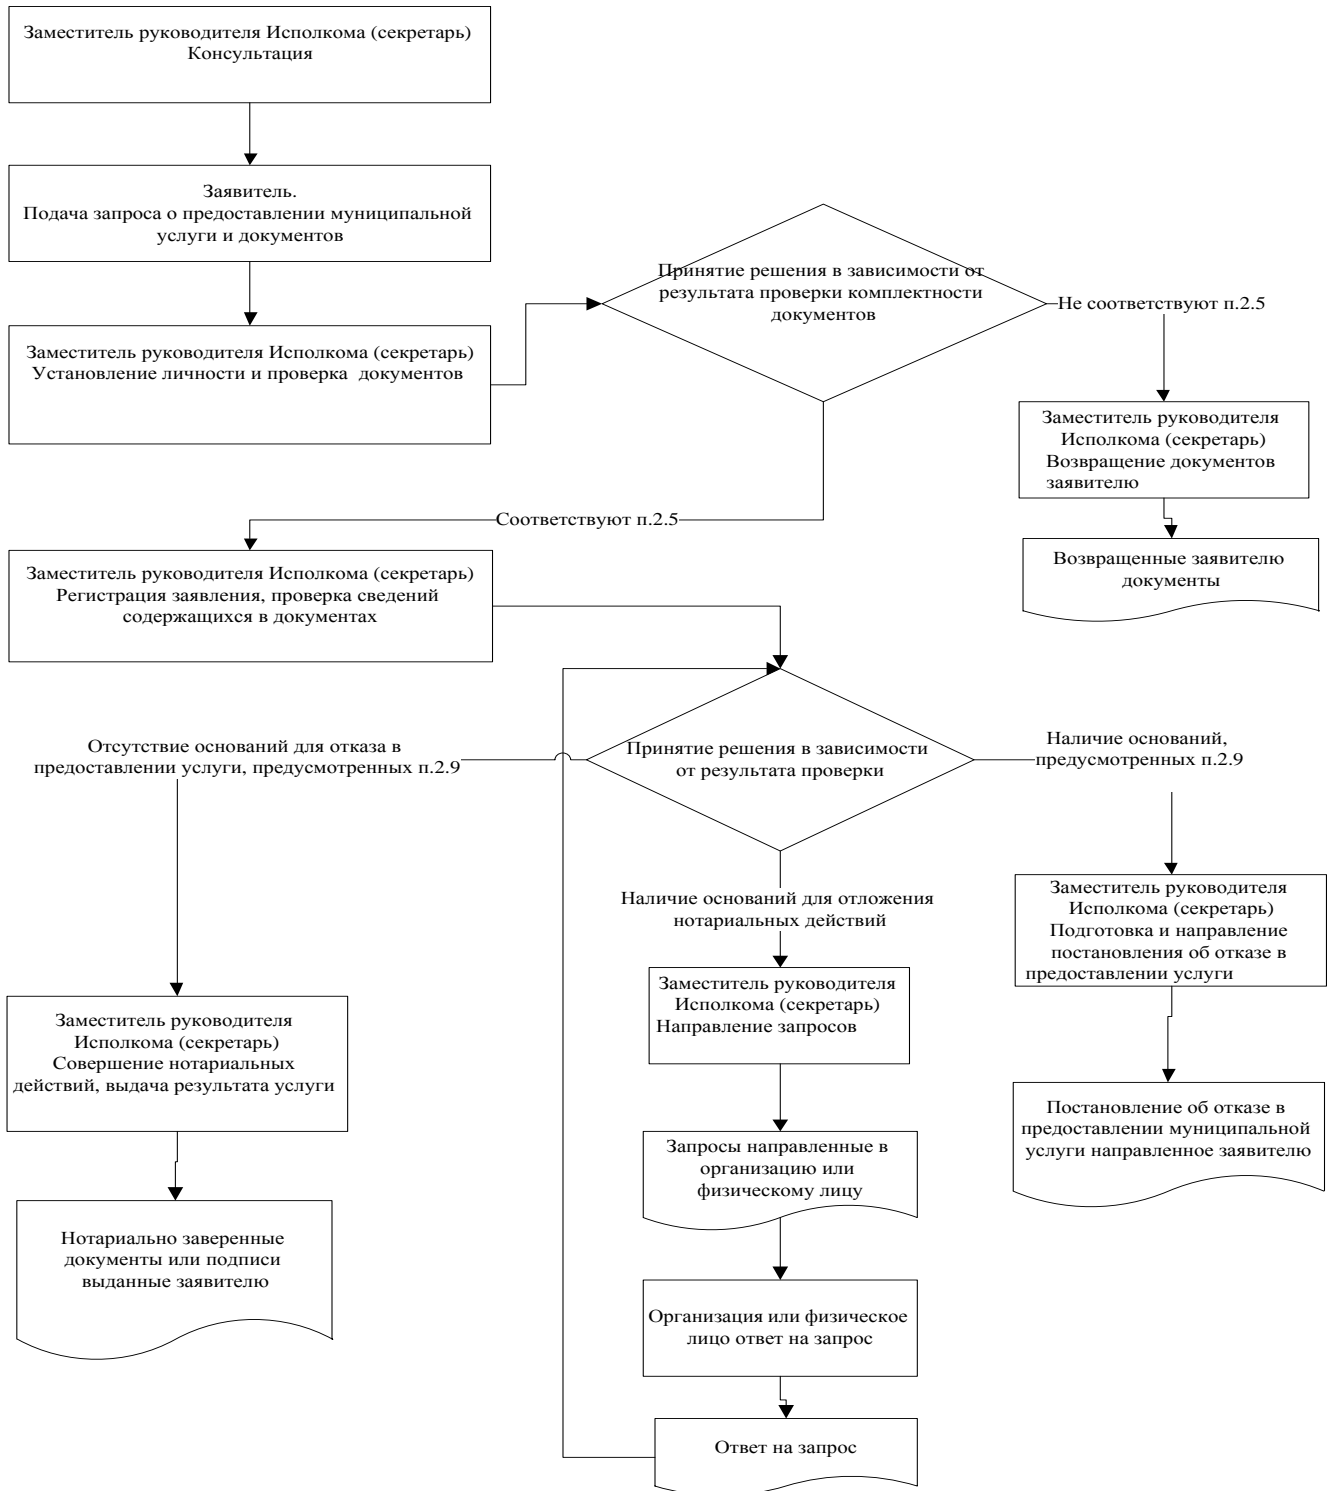 Заместитель руководителя Исполкома (секретарь)
Консультация
Заявитель.
Подача запроса о предоставлении муниципальной
услуги и документов
Заместитель руководителя Исполкома (секретарь)
Установление личности и проверка документов
Принятие решения в зависимости от
результата проверки комплектности
документов
Не соответствуют п.2.5
Заместитель руководителя
Исполкома (секретарь)
Возвращение документов
заявителю
Возвращенные заявителю
документы
Соответствуют п.2.5
Заместитель руководителя Исполкома (секретарь)
Регистрация заявления, проверка сведений
содержащихся в документах
Принятие решения в зависимости
от результата проверки
Отсутствие оснований для отказа в
предоставлении услуги, предусмотренных п.2.9
Наличие оснований,
предусмотренных п.2.9
Наличие оснований для отложения
нотариальных действий
Заместитель руководителя
Исполкома (секретарь)
Подготовка и направление
постановления об отказе в
предоставлении услуги
Заместитель руководителя
Исполкома (секретарь)
Направление запросов
Заместитель руководителя
Исполкома (секретарь)
Совершение нотариальных
действий, выдача результата услуги
Постановление об отказе в
предоставлении муниципальной
услуги направленное заявителю
Запросы направленные в
организацию или
физическому лицу
Нотариально заверенные
документы или подписи
выданные заявителю
Организация или физическое
лицо ответ на запрос
Ответ на запрос